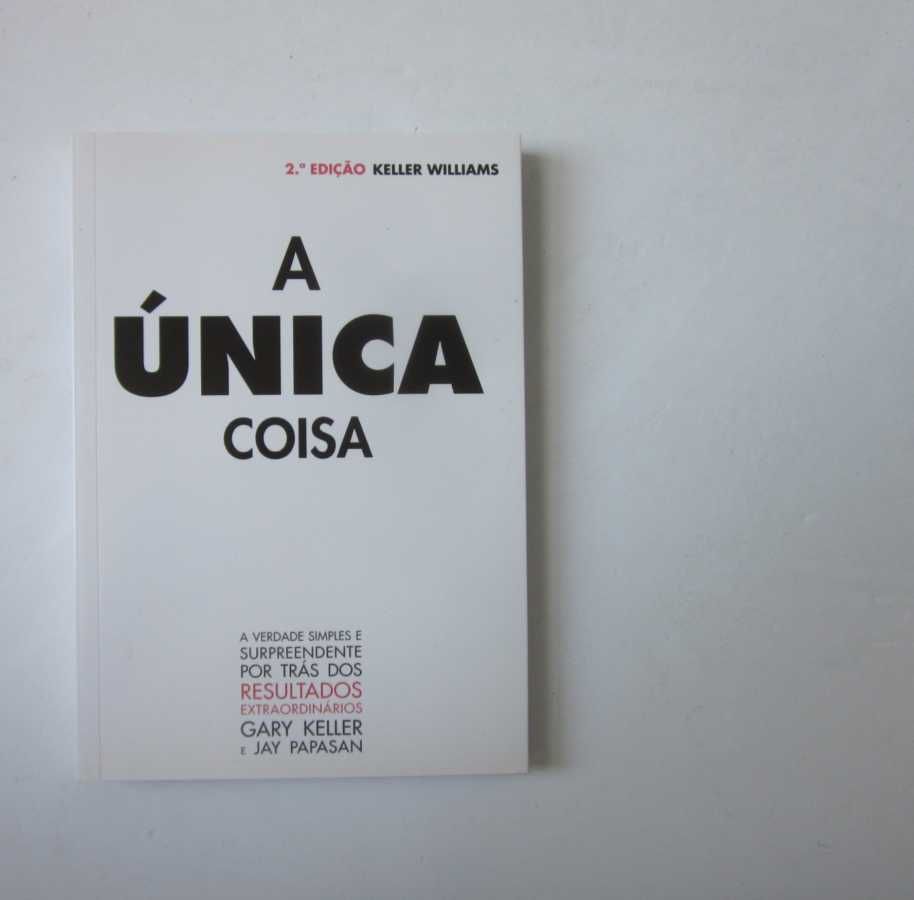 2.ª EDIÇÃO KELLER WILLIAMS
A
ÚNICA
COISA
A VERDADE SIMPLES E
SURPREENDENTE
POR TRÁS DOS
RESULTADOS
EXTRAORDINÁRIOS
GARY KELLER
E JAY PAPASAN